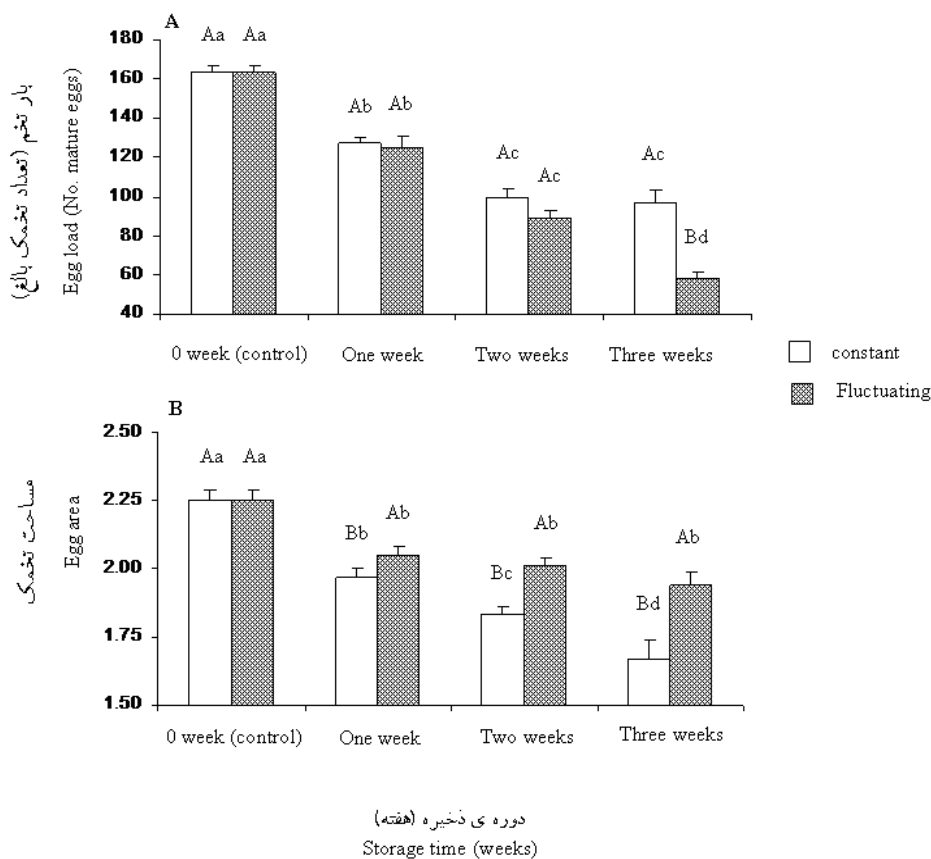 A
180
160
140
120
100
80
60
40
بار تخم (تعداد تخمک بالغ)
Egg load (No. mature eggs)
Aa Aa
Ab Ab
Ac Ac
Ac Bd
0 week (control) One week Two weeks Three weeks
constant
Fluctuating
B
2.50
2.25
2.00
1.75
1.50
مساحت تخمک
Egg area
Aa Aa
Bb Ab
Bc Ab
Bd Ab
0 week (control) One week Two weeks Three weeks
دوره ی ذخیره (هفته)
Storage time (weeks)